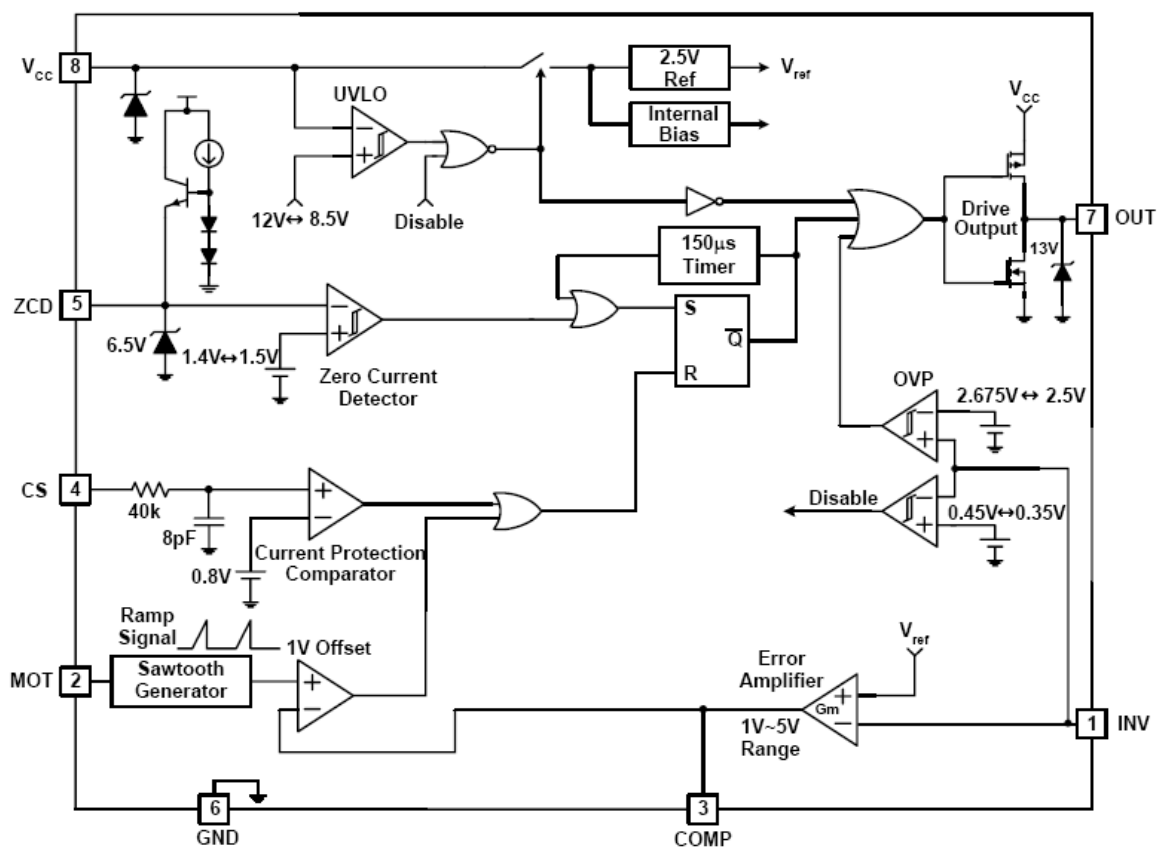 VCC 8
UVLO
12V↔ 8.5V
Disable
2.5V
Ref
Vref
Internal
Bias
VCC
Drive
Output
13V
7 OUT
150μs
Timer
ZCD 5
6.5V
1.4V↔1.5V
Zero Current
Detector
S
R
Q̅
OVP
2.675V ↔ 2.5V
Disable
0.45V↔0.35V
CS 4
40k
8pF
0.8V
Current Protection
Comparator
Ramp
Signal
1V Offset
MOT 2
Sawtooth
Generator
Error
Amplifier
Vref
Gm
1V~5V
Range
1 INV
6
GND
3
COMP
+
−
+
−
+
−
+
−
+
−
+
−
+
−